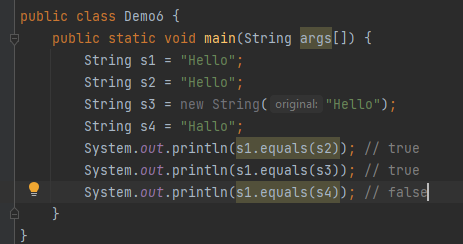 public class Demo6 {
public static void main(String args[]) {
String s1 = "Hello";
String s2 = "Hello";
String s3 = new String( original: "Hello");
String s4 = "Hallo";
System.out.println(s1.equals(s2)); // true
System.out.println(s1.equals(s3)); // true
System.out.println(s1.equals(s4)); // false
}
}